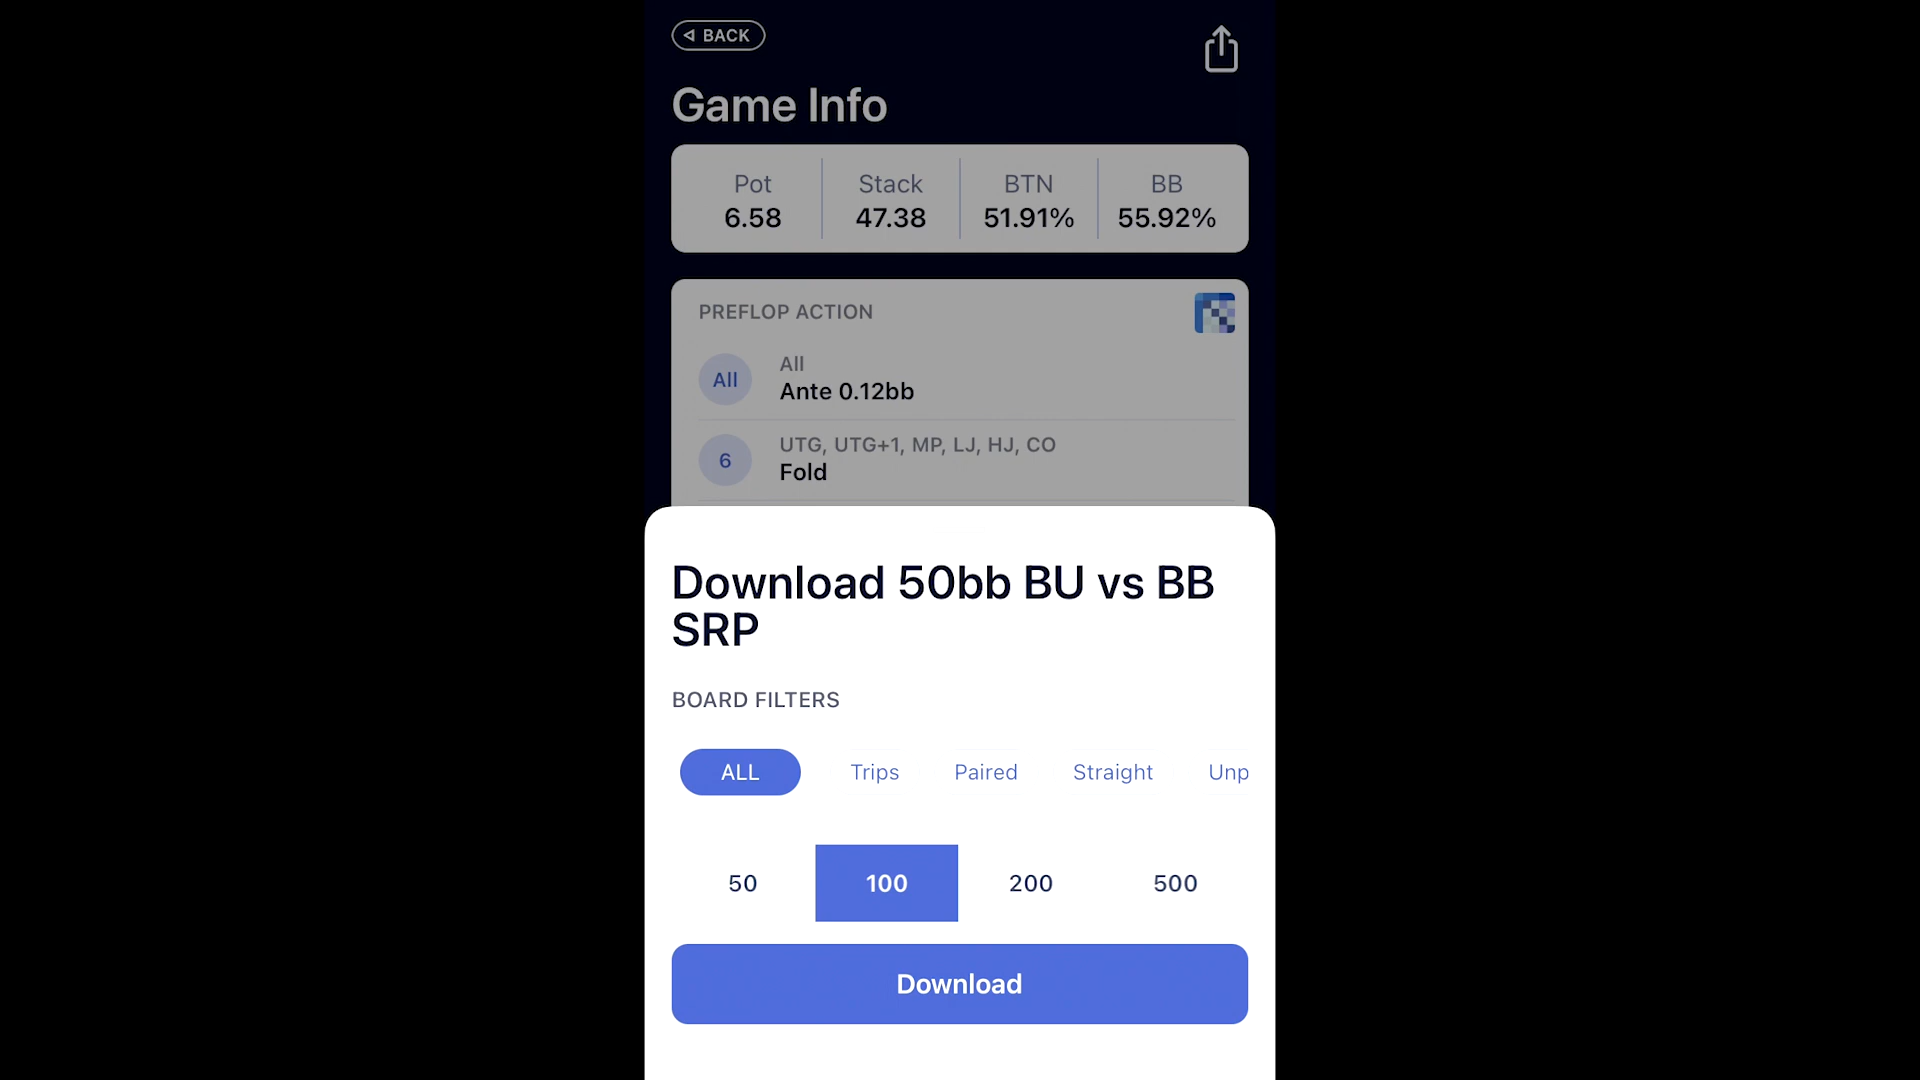 BACK
Game Info
Pot Stack BTN BB
6.58 47.38 51.91% 55.92%
PREFLOP ACTION
All
All
Ante 0.12bb
UTG, UTG+1, MP, LJ, HJ, CO
6
Fold
Download 50bb BU vs BB
SRP
BOARD FILTERS
ALL Trips Paired Straight Unp
50 100 200 500
Download